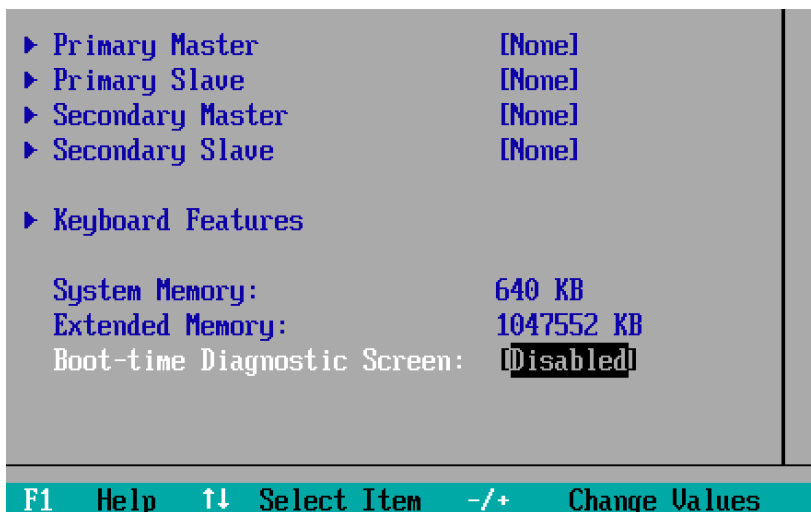 Primary Master [None]
Primary Slave [None]
Secondary Master [None]
Secondary Slave [None]
Keyboard Features
System Memory: 640 KB
Extended Memory: 1047552 KB
Boot-time Diagnostic Screen: [Disabled]
F1 Help ↑↓ Select Item -/+ Change Values